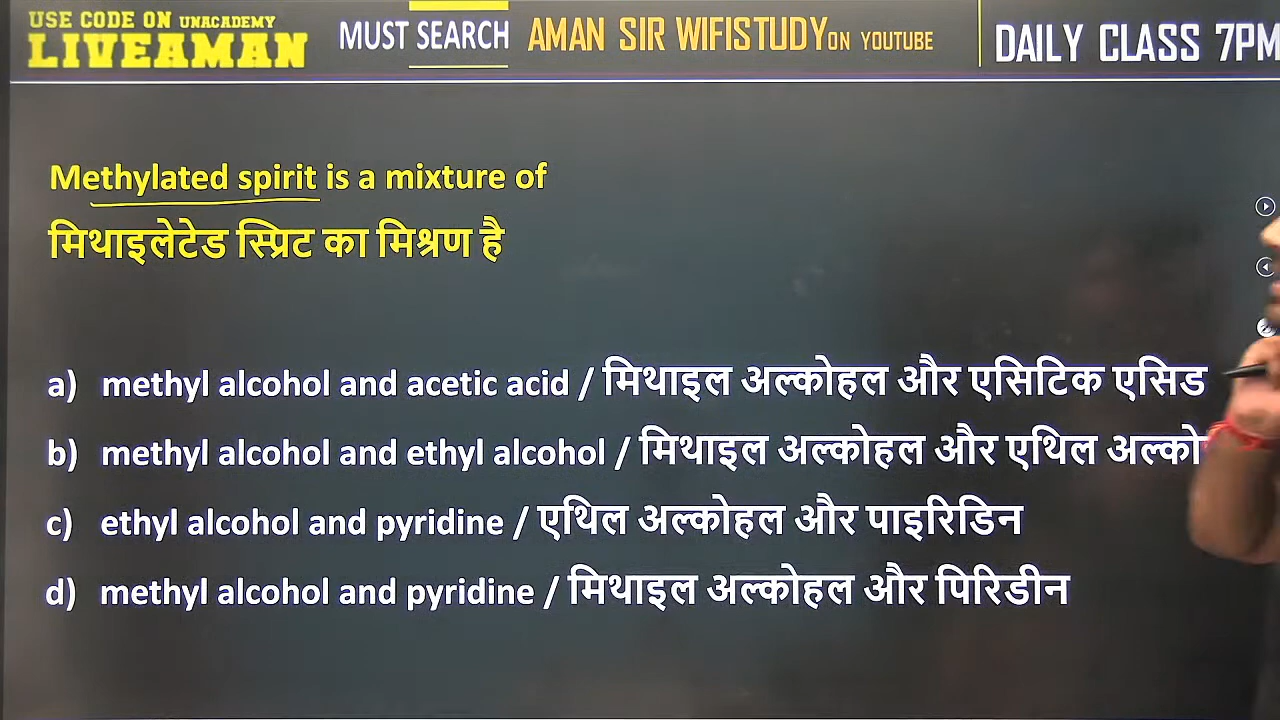 USE CODE ON UNACADEMY
LIVEAMAN
MUST SEARCH
AMAN SIR WIFISTUDY ON YOUTUBE
DAILY CLASS 7PM
Methylated spirit is a mixture of
मिथाइलेटेड स्प्रिट का मिश्रण है
a) methyl alcohol and acetic acid / मिथाइल अल्कोहल और एसिटिक एसिड
b) methyl alcohol and ethyl alcohol / मिथाइल अल्कोहल और एथिल अल्को
c) ethyl alcohol and pyridine / एथिल अल्कोहल और पाइरिडिन
d) methyl alcohol and pyridine / मिथाइल अल्कोहल और पिरिडीन